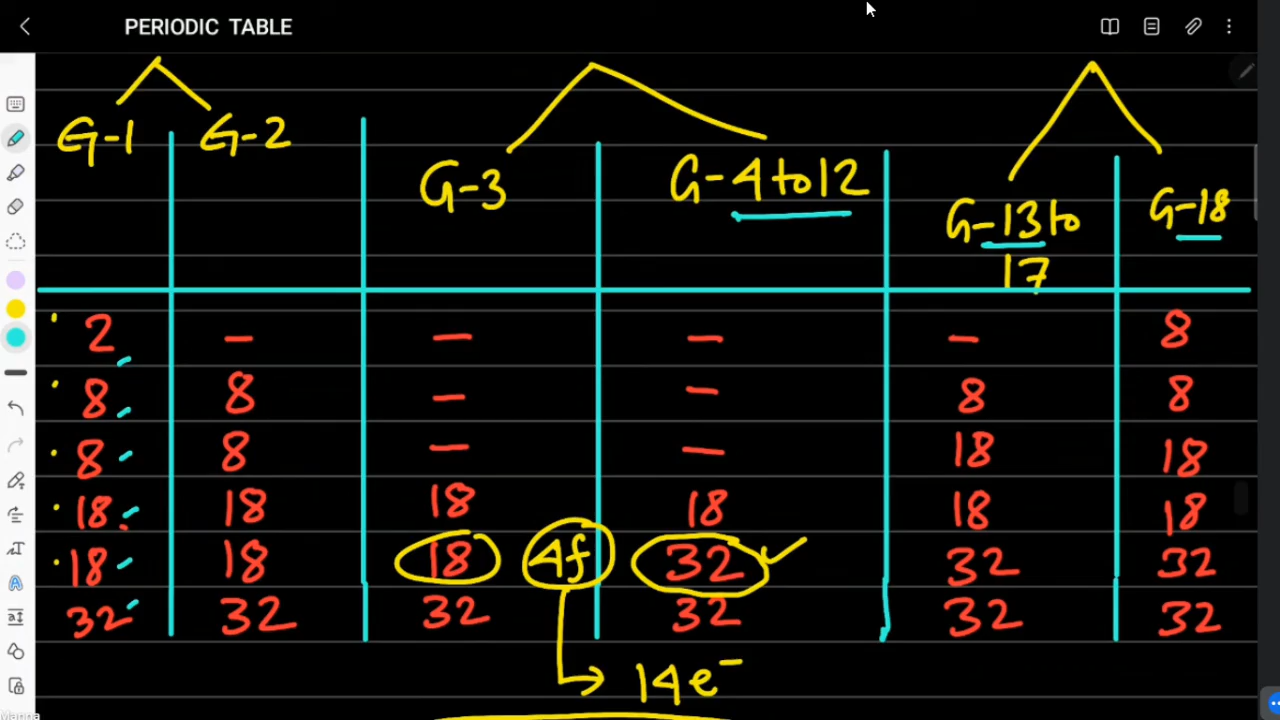 PERIODIC TABLE
G-1 G-2 G-3 G-4 to 12 G-13 to 17 G-18
2 - - - - 8
8 8 - - 8 8
8 8 - - 18 18
18 18 18 18 18 18
18 18 18 4f 32 32 32
32 32 32 32 32 32
14e⁻